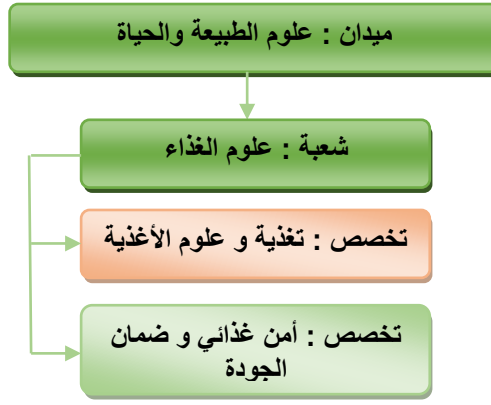 ميدان : علوم الطبيعة والحياة
شعبة : علوم الغذاء
تخصص : تغذية و علوم الأغذية
تخصص : أمن غذائي و ضمان
الجودة